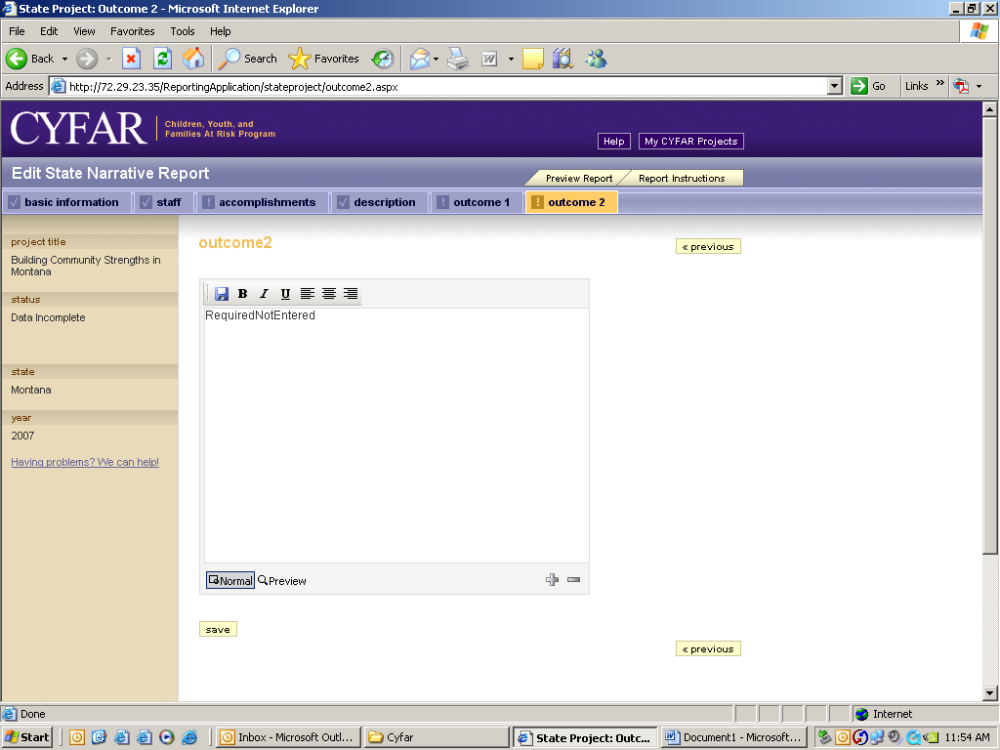 State Project: Outcome 2 - Microsoft Internet Explorer
File Edit View Favorites Tools Help
Back Search Favorites
Address http://72.29.23.35/ReportingApplication/stateproject/outcome2.aspx Go Links »
CYFAR Children, Youth, and
Families At Risk Program
Help My CYFAR Projects
Edit State Narrative Report
Preview Report Report Instructions
basic information staff accomplishments description outcome 1 outcome 2
project title
Building Community Strengths in
Montana
status
Data Incomplete
state
Montana
year
2007
Having problems? We can help!
outcome2
« previous
B I U
RequiredNotEntered
Normal Preview
save
« previous
Done Internet
Start Inbox - Microsoft Outl... Cyfar State Project: Outc... Document1 - Microsoft... 11:54 AM